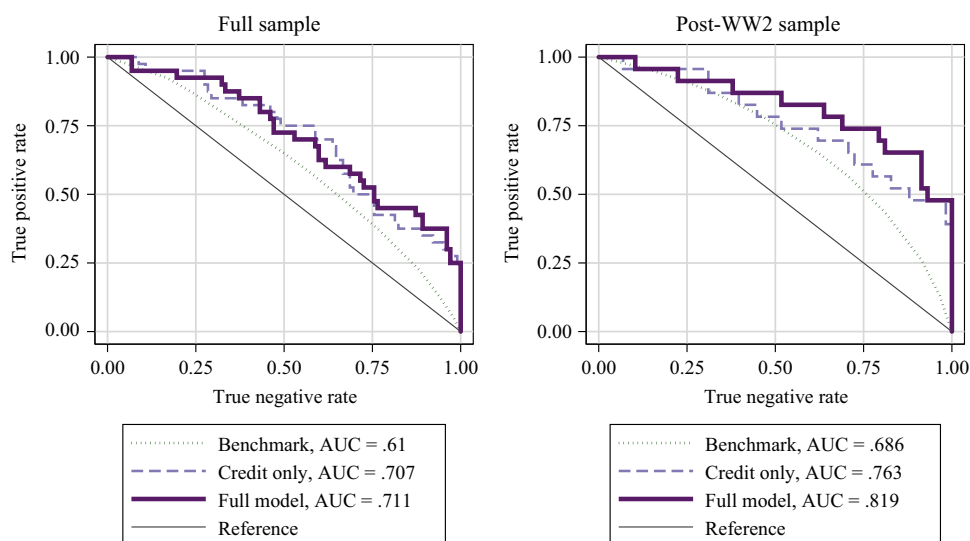 Full sample
1.00
0.75
0.50
0.25
0.00
True positive rate
0.00 0.25 0.50 0.75 1.00
True negative rate
Benchmark, AUC = .61
Credit only, AUC = .707
Full model, AUC = .711
Reference
Post-WW2 sample
1.00
0.75
0.50
0.25
0.00
True positive rate
0.00 0.25 0.50 0.75 1.00
True negative rate
Benchmark, AUC = .686
Credit only, AUC = .763
Full model, AUC = .819
Reference